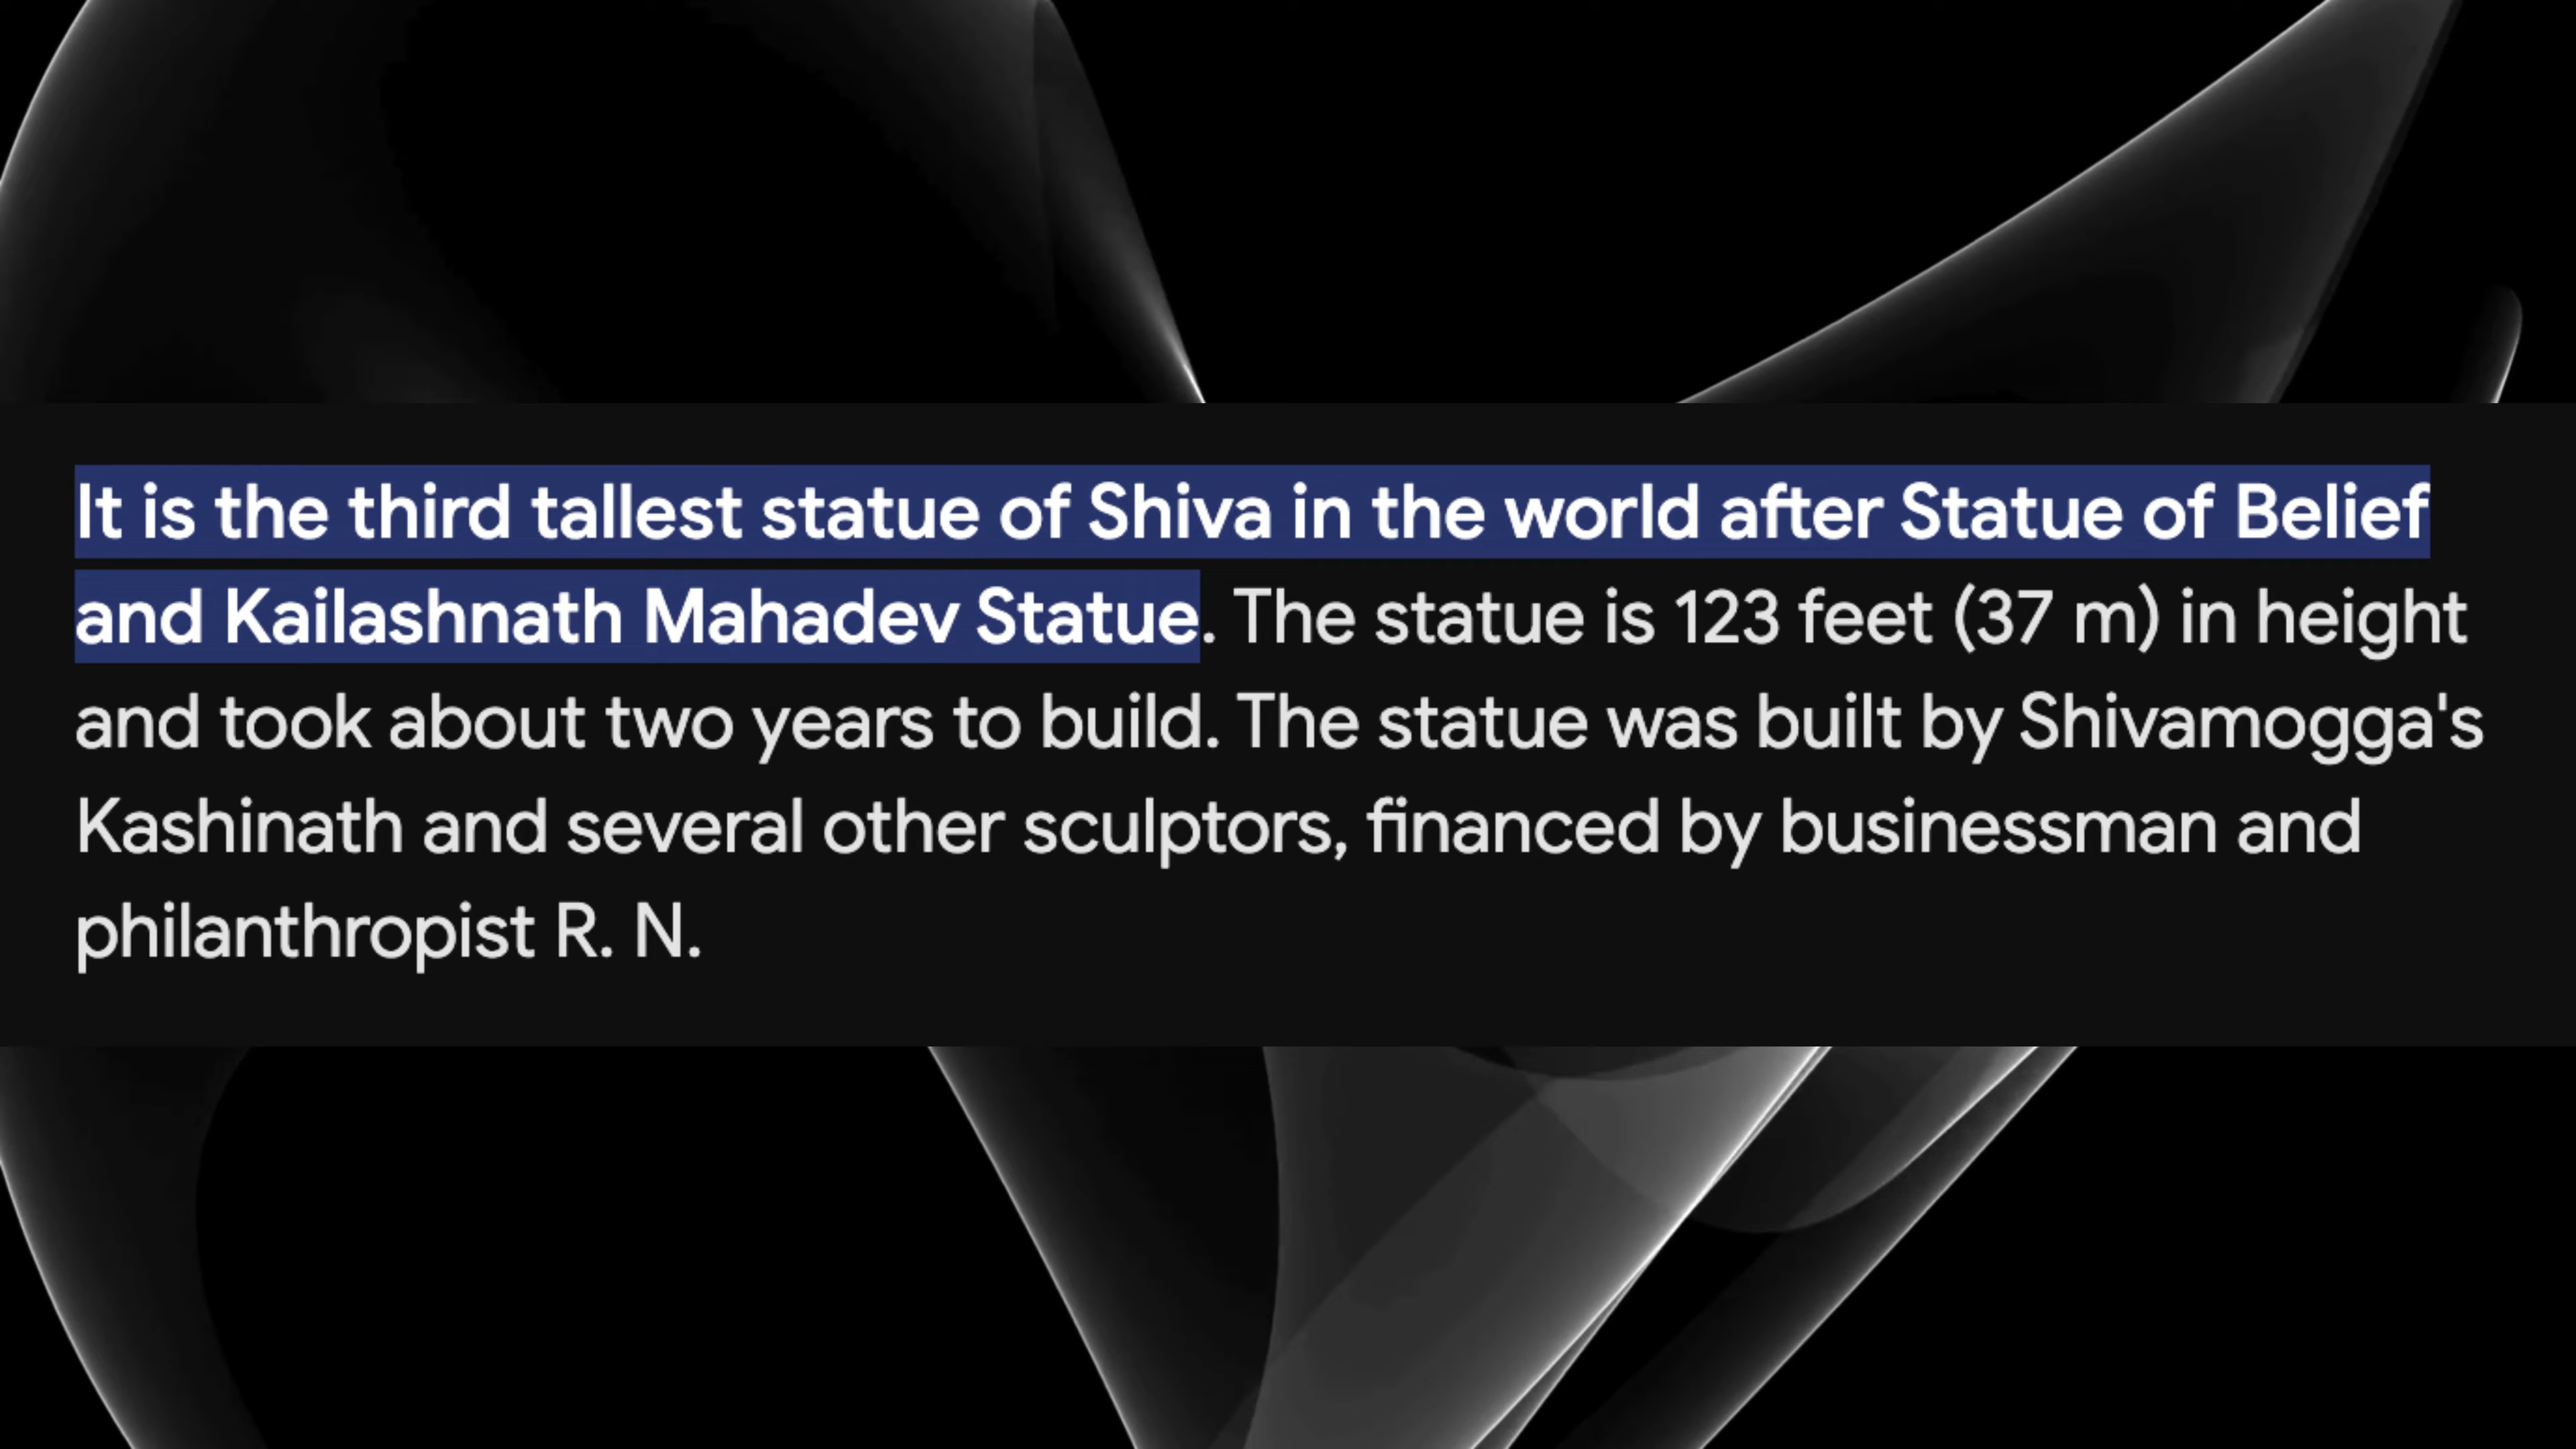 It is the third tallest statue of Shiva in the world after Statue of Belief
and Kailashnath Mahadev Statue. The statue is 123 feet (37 m) in height
and took about two years to build. The statue was built by Shivamogga's
Kashinath and several other sculptors, financed by businessman and
philanthropist R. N.